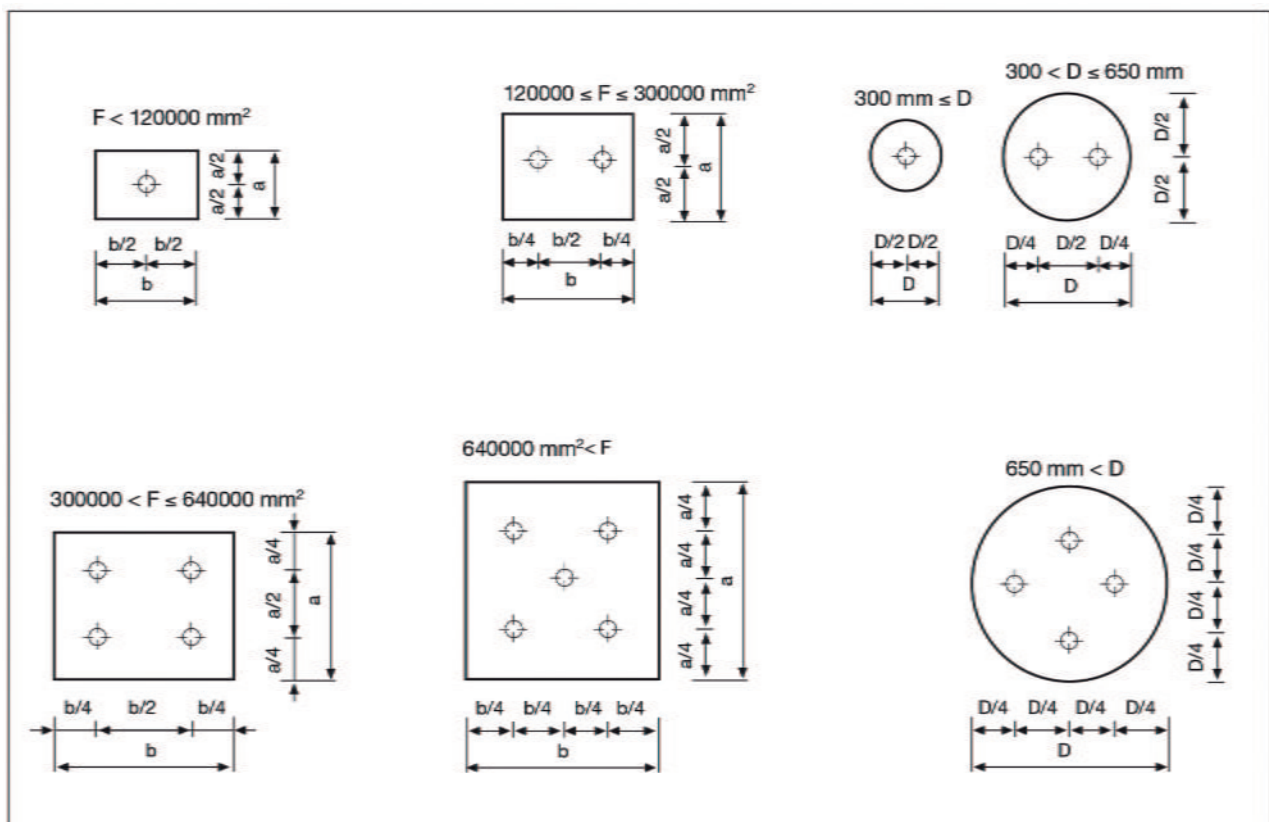 F < 120000 mm²
a/2
a/2
a
b/2 b/2
b
120000 ≤ F ≤ 300000 mm²
a/2
a/2
a
b/4 b/2 b/4
b
300 mm ≤ D
D/2 D/2
D
300 < D ≤ 650 mm
D/2
D/2
D/4 D/2 D/4
D
300000 < F ≤ 640000 mm²
a/4
a/2
a/4
a
b/4 b/2 b/4
b
640000 mm²< F
a/4
a/4
a/4
a/4
a
b/4 b/4 b/4 b/4
b
650 mm < D
D/4
D/4
D/4
D/4
D/4 D/4 D/4 D/4
D